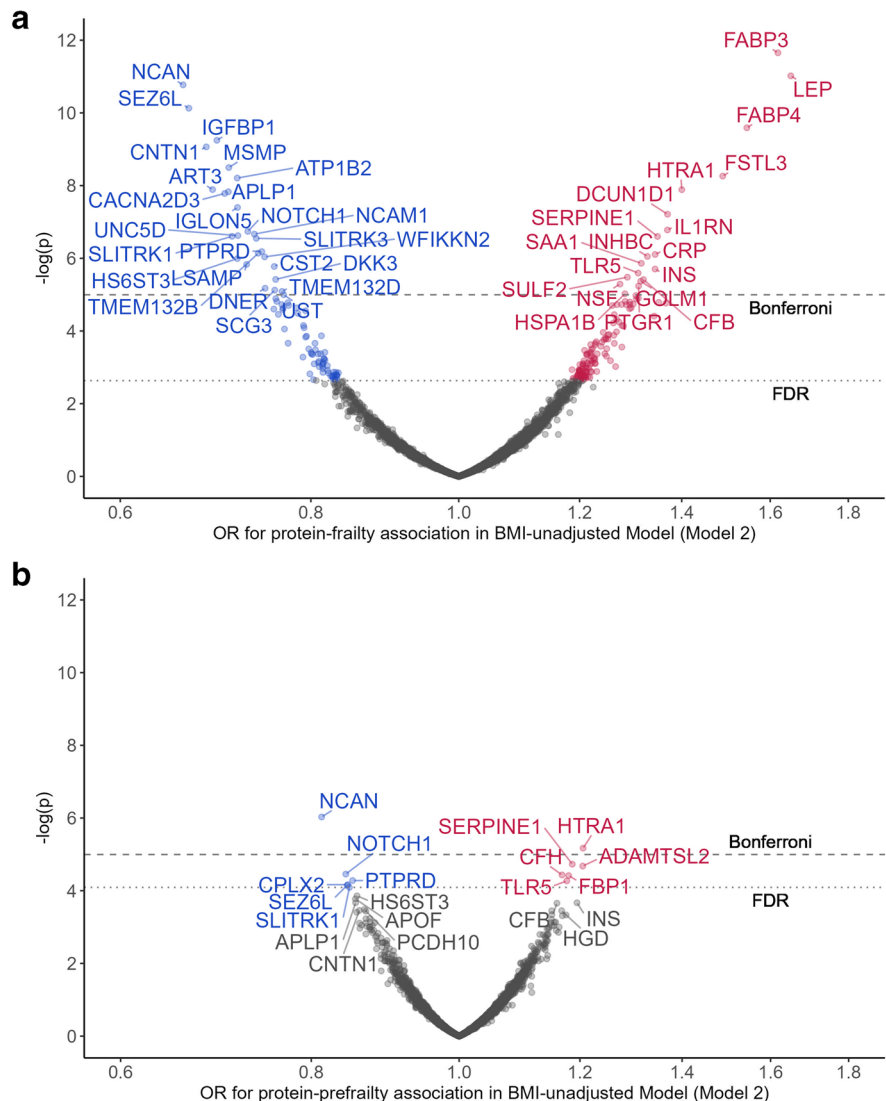 a
12
10
8
6
4
2
0
-log(p)
FABP3
NCAN
LEP
SEZ6L
FABP4
IGFBP1
CNTN1
MSMP
ATP1B2
HTRA1
FSTL3
ART3
CACNA2D3
APLP1
DCUN1D1
IGLON5
NOTCH1
NCAM1
SERPINE1
IL1RN
UNC5D
SLITRK3
WFIKKN2
SAA1
INHBC
CRP
SLITRK1
PTPRD
CST2
DKK3
TLR5
INS
HS6ST3
LSAMP
TMEM132D
SULF2
NSE
GOLM1
TMEM132B
DNER
UST
Bonferroni
SCG3
HSPA1B
PTGR1
CFB
FDR
0.6
0.8
1.0
1.2
1.4
1.6
1.8
OR for protein-frailty association in BMI-unadjusted Model (Model 2)
b
12
10
8
6
4
2
0
-log(p)
NCAN
SERPINE1
HTRA1
NOTCH1
Bonferroni
CFH
ADAMTSL2
CPLX2
PTPRD
TLR5
FBP1
SEZ6L
HS6ST3
FDR
SLITRK1
APOF
CFB
INS
APLP1
PCDH10
HGD
CNTN1
0.6
0.8
1.0
1.2
1.4
1.6
1.8
OR for protein-prefrailty association in BMI-unadjusted Model (Model 2)